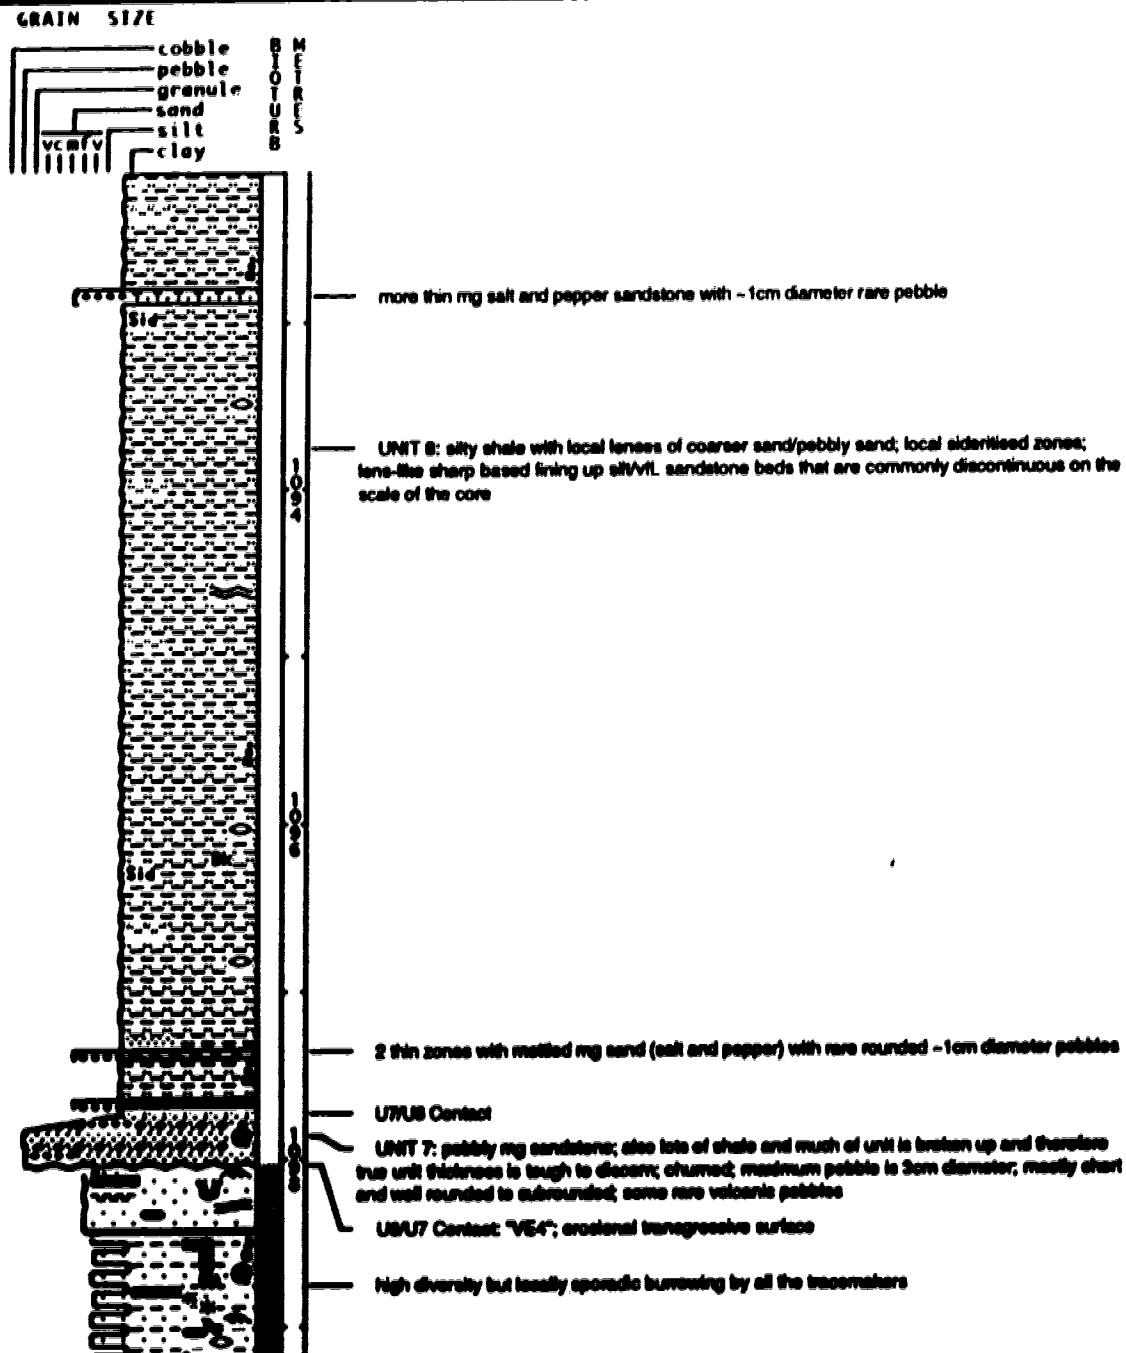 GRAIN SIZE
cobble
pebble
granule
sand
silt
vc m f v
clay
BIOTURB
METRES
more thin mg salt and pepper sandstone with ~1cm diameter rare pebble
Sid
UNIT 8: silty shale with local lenses of coarser sand/pebbly sand; local sideritised zones;
lens-like sharp based fining up silt/vfL sandstone beds that are commonly discontinuous on the
scale of the core
1094
1096
Sid
2 thin zones with mottled mg sand (salt and pepper) with rare rounded ~1cm diameter pebbles
U7/U8 Contact
1098
UNIT 7: pebbly mg sandstone; also lots of shale and much of unit is broken up and therefore
true unit thickness is tough to discern; churned; maximum pebble is 3cm diameter; mostly chert
and well rounded to subrounded; some rare volcanic pebbles
U6/U7 Contact: "VE4"; erosional transgressive surface
high diversity but locally sporadic burrowing by all the tracemakers